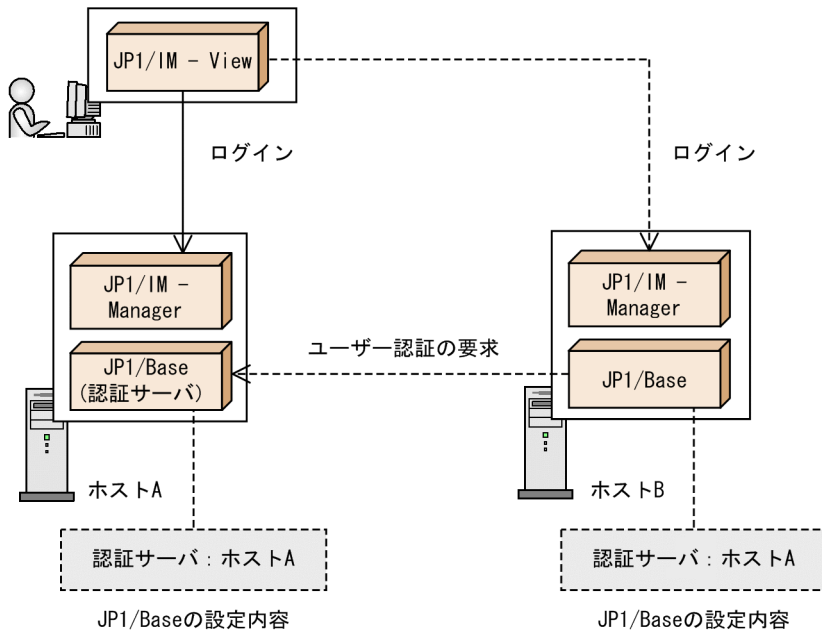 JP1/IM - View
ログイン
ログイン
JP1/IM -
Manager
JP1/IM -
Manager
ユーザー認証の要求
JP1/Base
(認証サーバ)
JP1/Base
ホストA
ホストB
認証サーバ：ホストA
認証サーバ：ホストA
JP1/Baseの設定内容
JP1/Baseの設定内容